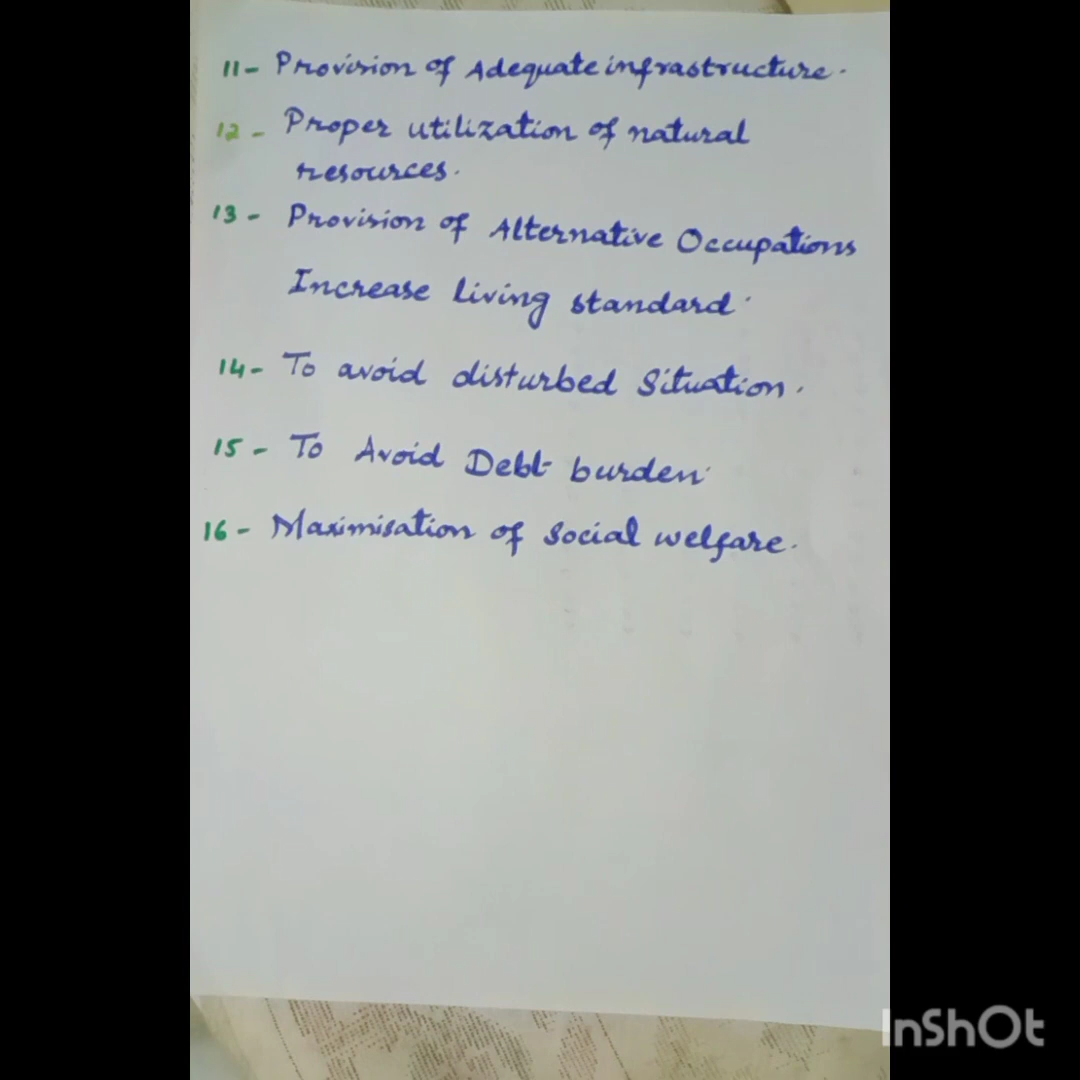 11- Provision of Adequate infrastructure.
12- Proper utilization of natural
resources.
13- Provision of Alternative Occupations
Increase living standard.
14- To avoid disturbed Situation.
15- To Avoid Debt burden.
16- Maximisation of Social welfare.
InShOt